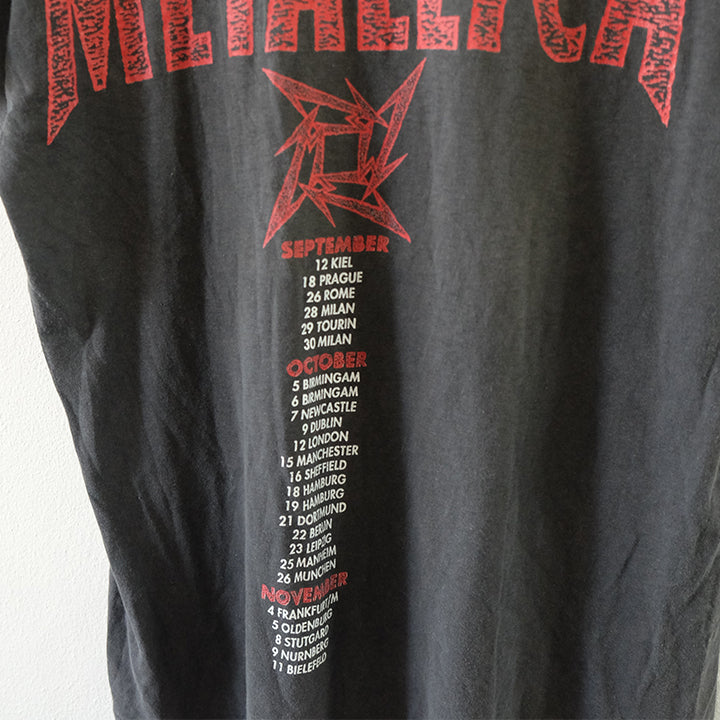 METALLICA
SEPTEMBER
12 KIEL
18 PRAGUE
26 ROME
28 MILAN
29 TOURIN
30 MILAN
OCTOBER
5 BIRMINGAM
6 BIRMINGAM
7 NEWCASTLE
9 DUBLIN
12 LONDON
15 MANCHESTER
16 SHEFFIELD
18 HAMBURG
19 HAMBURG
21 DORTMUND
22 BERLIN
23 LEIPZIG
25 MANHEIM
26 MUNCHEN
NOVEMBER
4 FRANKFURT/M
5 OLDENBURG
8 STUTGARD
9 NURNBERG
11 BIELEFELD